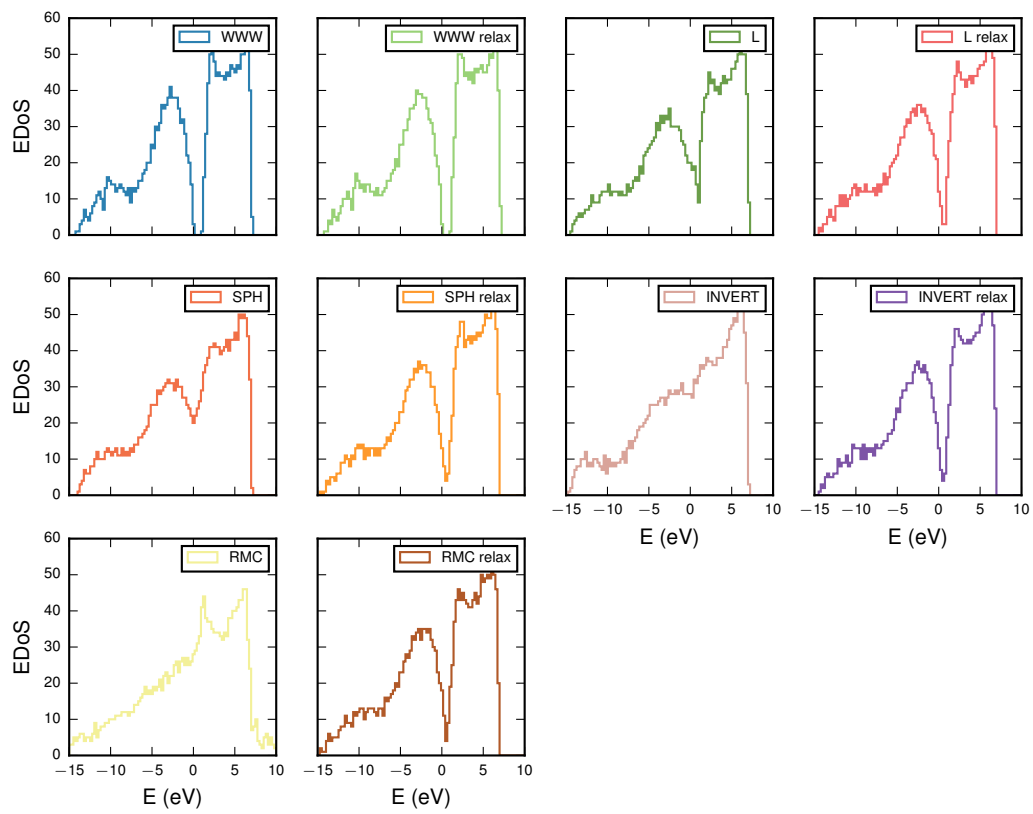 60
50
40
30
20
10
0
EDoS
WWW
WWW relax
L
L relax
60
50
40
30
20
10
0
EDoS
SPH
SPH relax
INVERT
INVERT relax
−15 −10 −5 0 5 10
E (eV)
−15 −10 −5 0 5 10
E (eV)
60
50
40
30
20
10
0
EDoS
RMC
RMC relax
−15 −10 −5 0 5 10
E (eV)
−15 −10 −5 0 5 10
E (eV)